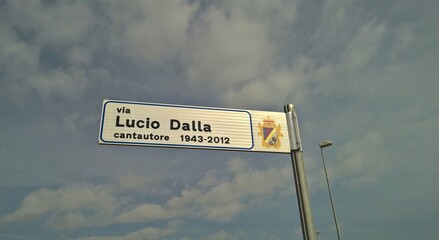 via
Lucio Dalla
cantautore 1943-2012